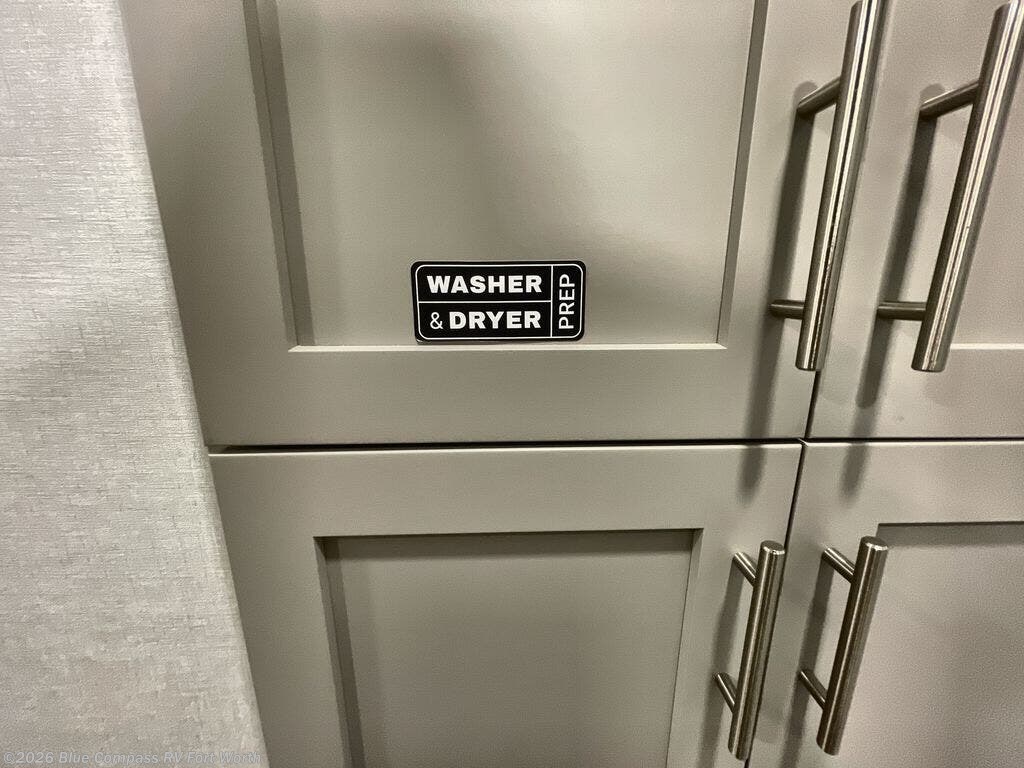 WASHER
& DRYER
PREP
©2026 Blue Compass RV Fort Worth